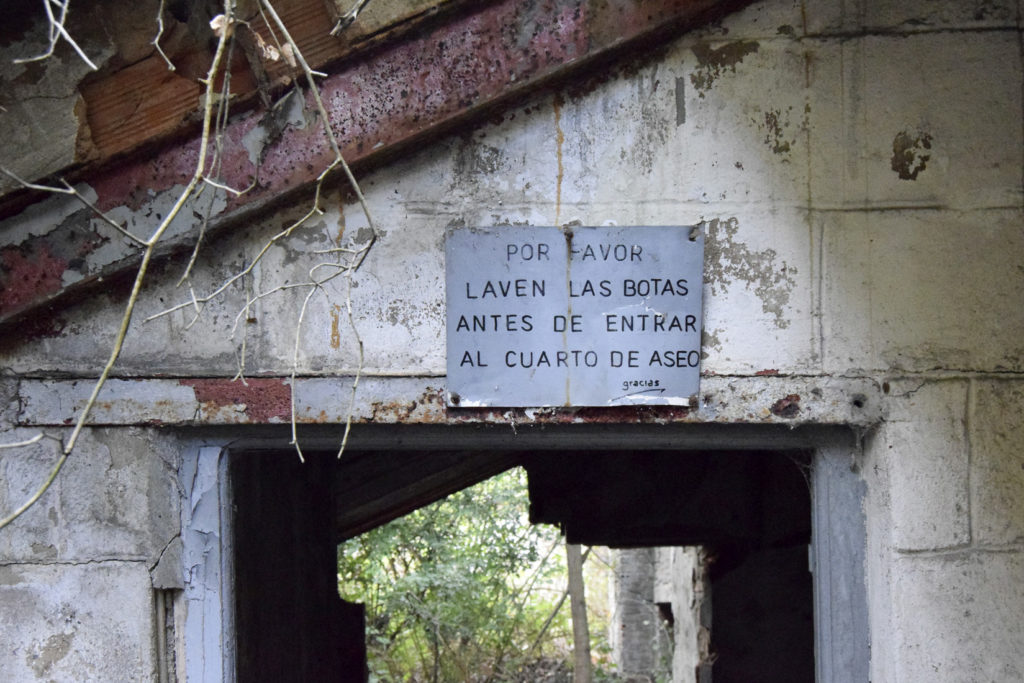 POR FAVOR
LAVEN LAS BOTAS
ANTES DE ENTRAR
AL CUARTO DE ASEO
gracias